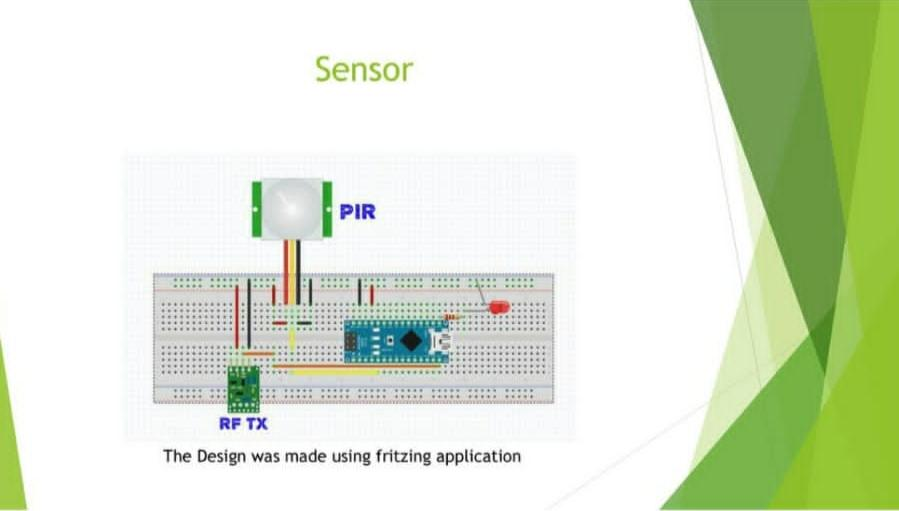 Sensor
PIR
RF TX
The Design was made using fritzing application